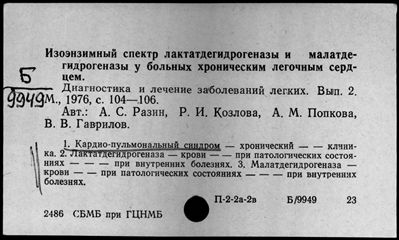 Изоэнзимный спектр лактатдегидрогеназы и малатде-
гидрогеназы у больных хроническим легочным серд-
цем.
Б
9949
Диагностика и лечение заболеваний легких. Вып. 2.
М., 1976, с. 104—106.
Авт.: А. С. Разин, Р. И. Козлова, А. М. Попкова,
В. В. Гаврилов.
1. Кардио-пульмональный синдром — хронический — — клини-
ка. 2. Лактатдегидрогеназа — крови — — при патологических состоя-
ниях — — — при внутренних болезнях. 3. Малатдегидрогеназа —
крови — — при патологических состояниях — — — при внутренних
болезнях.
П-2-2а-2в Б/9949 23
2486 СБМБ при ГЦНМБ